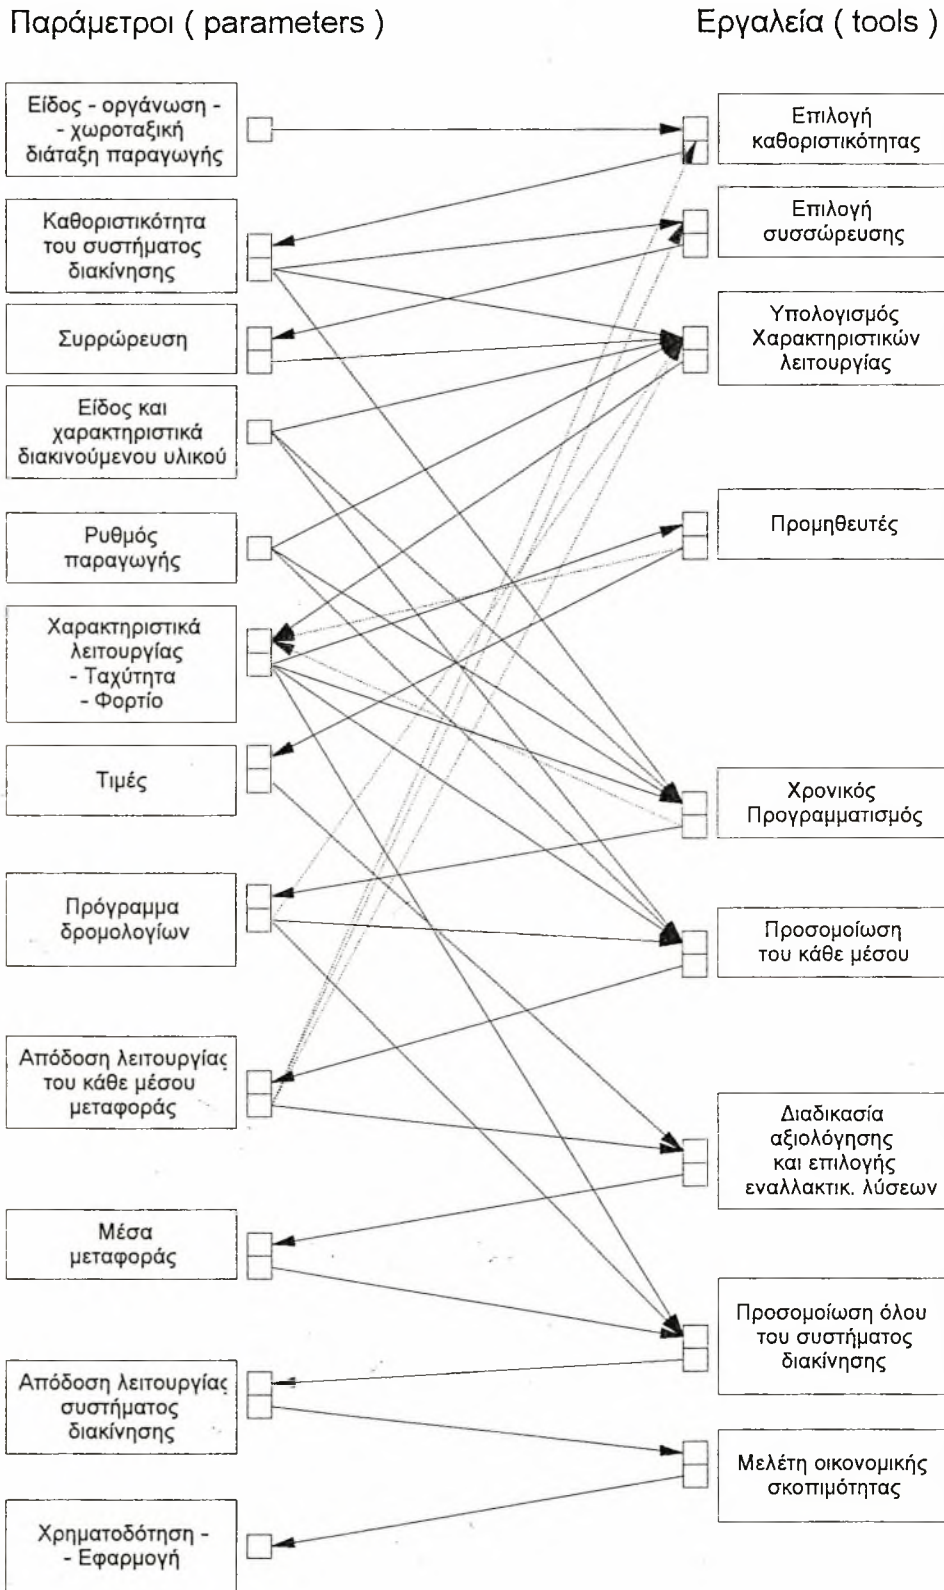 Παράμετροι ( parameters )
Εργαλεία ( tools )
Είδος - οργάνωση -
- χωροταξική
διάταξη παραγωγής
Καθοριστικότητα
του συστήματος
διακίνησης
Συρρώρευση
Είδος και
χαρακτηριστικά
διακινούμενου υλικού
Ρυθμός
παραγωγής
Χαρακτηριστικά
λειτουργίας
- Ταχύτητα
- Φορτίο
Τιμές
Πρόγραμμα
δρομολογίων
Απόδοση λειτουργίας
του κάθε μέσου
μεταφοράς
Μέσα
μεταφοράς
Απόδοση λειτουργίας
συστήματος
διακίνησης
Χρηματοδότηση -
- Εφαρμογή
Επιλογή
καθοριστικότητας
Επιλογή
συσσώρευσης
Υπολογισμός
Χαρακτηριστικών
λειτουργίας
Προμηθευτές
Χρονικός
Προγραμματισμός
Προσομοίωση
του κάθε μέσου
Διαδικασία
αξιολόγησης
και επιλογής
εναλλακτικ. λύσεων
Προσομοίωση όλου
του συστήματος
διακίνησης
Μελέτη οικονομικής
σκοπιμότητας